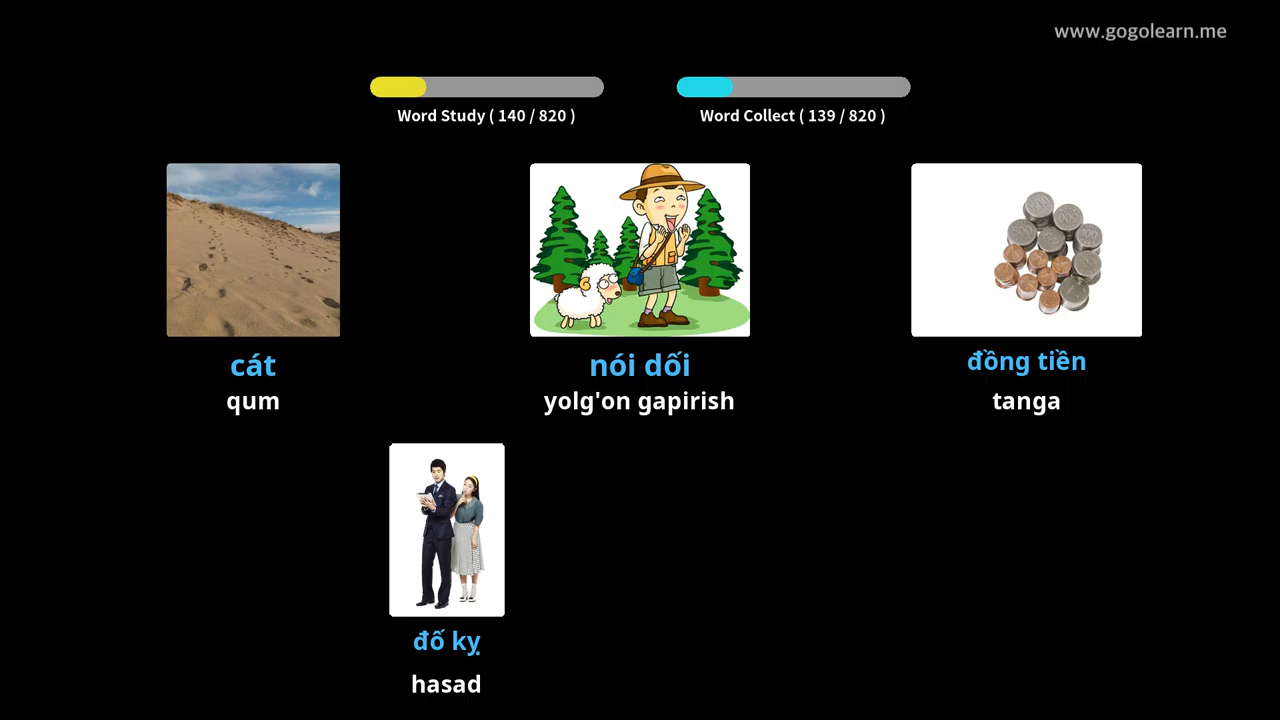 www.gogolearn.me
Word Study ( 140 / 820 )
Word Collect ( 139 / 820 )
cát
qum
nói dối
yolg'on gapirish
đồng tiền
tanga
đố kỵ
hasad